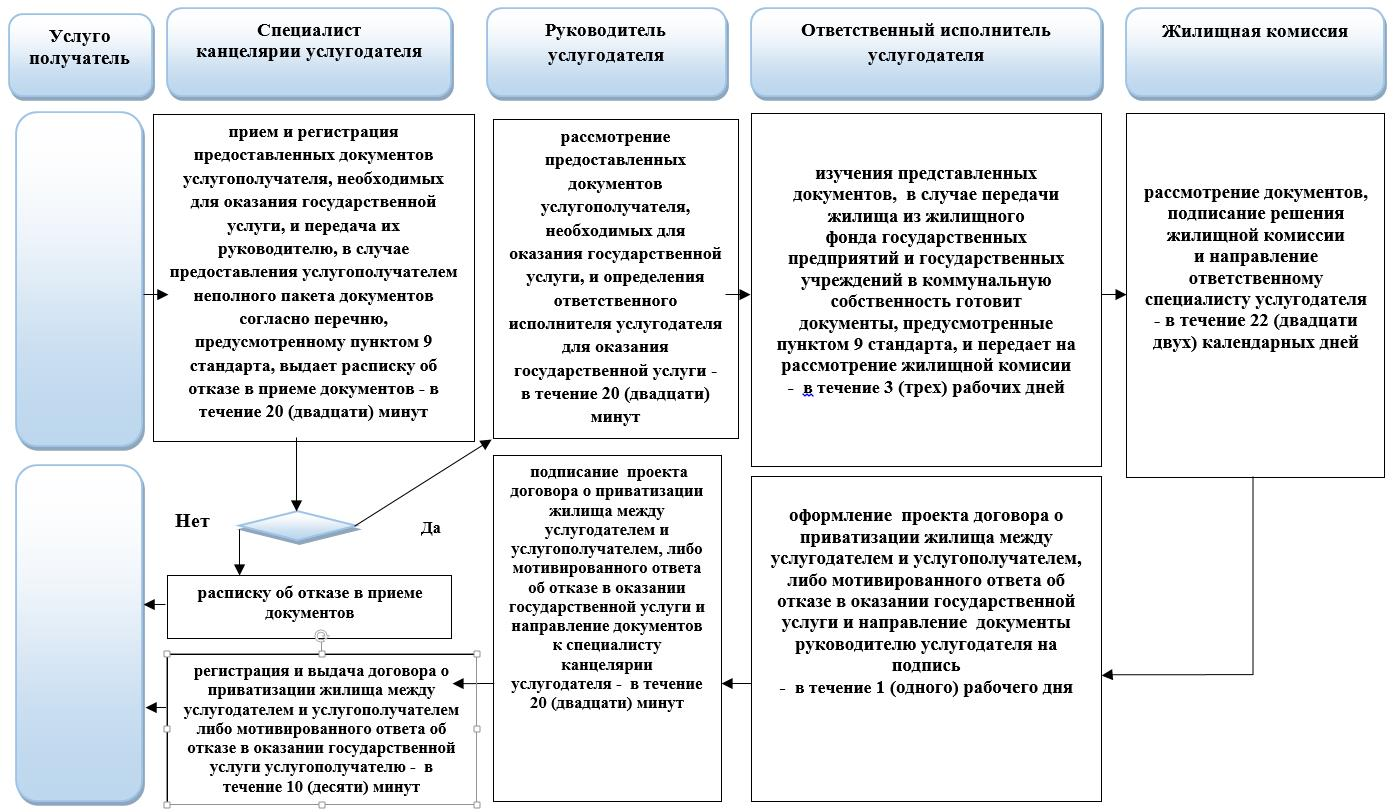 Услуго
получатель
Специалист
канцелярии услугодателя
Руководитель
услугодателя
Ответственный исполнитель
услугодателя
Жилищная комиссия
прием и регистрация
предоставленных документов
услугополучателя, необходимых
для оказания государственной
услуги, и передача их
руководителю, в случае
предоставления услугополучателем
неполного пакета документов
согласно перечню,
предусмотренному пунктом 9
стандарта, выдает расписку об
отказе в приеме документов - в
течение 20 (двадцати) минут
рассмотрение
предоставленных
документов
услугополучателя,
необходимых для
оказания государственной
услуги, и определения
ответственного
исполнителя услугодателя
для оказания
государственной услуги -
в течение 20 (двадцати)
минут
изучения представленных
документов, в случае передачи
жилища из жилищного
фонда государственных
предприятий и государственных
учреждений в коммунальную
собственность готовит
документы, предусмотренные
пунктом 9 стандарта, и передает на
рассмотрение жилищной комисии
- в течение 3 (трех) рабочих дней
рассмотрение документов,
подписание решения
жилищной комиссии
и направление
ответственному
специалисту услугодателя
- в течение 22 (двадцати
двух) календарных дней
Нет
Да
расписку об отказе в приеме
документов
регистрация и выдача договора о
приватизации жилища между
услугодателем и услугополучателем
либо мотивированного ответа об
отказе в оказании государственной
услуги услугополучателю - в
течение 10 (десяти) минут
подписание проекта
договора о приватизации
жилища между
услугодателем и
услугополучателем, либо
мотивированного ответа
об отказе в оказании
государственной услуги и
направление документов
к специалисту
канцелярии
услугодателя - в течение
20 (двадцати) минут
оформление проекта договора о
приватизации жилища между
услугодателем и услугополучателем,
либо мотивированного ответа об
отказе в оказании государственной
услуги и направление документы
руководителю услугодателя на
подпись
- в течение 1 (одного) рабочего дня